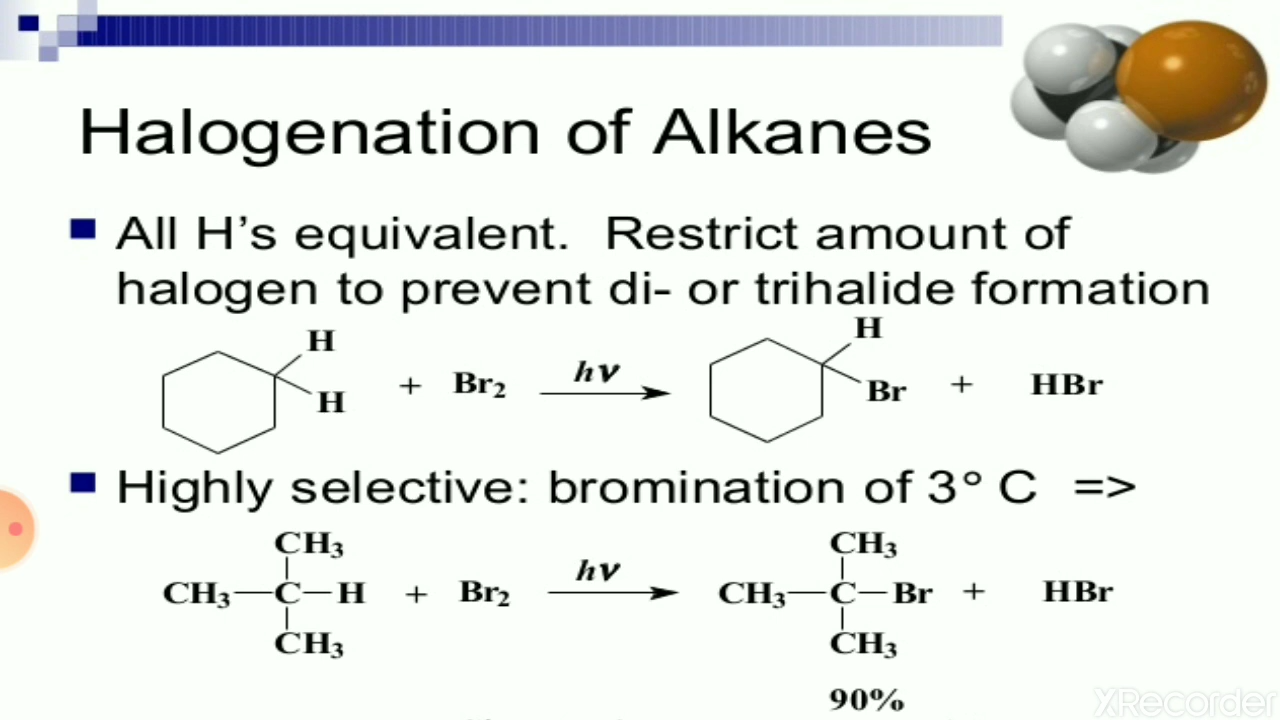 Halogenation of Alkanes
All H's equivalent. Restrict amount of
halogen to prevent di- or trihalide formation
H
H
+ Br₂
hν
H
Br
+ HBr
Highly selective: bromination of 3° C =>
CH₃
CH₃—C—H + Br₂
CH₃
hν
CH₃
CH₃—C—Br + HBr
CH₃
90%
XRecorder